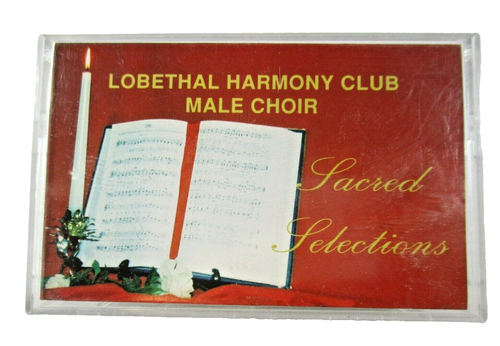 LOBETHAL HARMONY CLUB
MALE CHOIR
Sacred
Selections